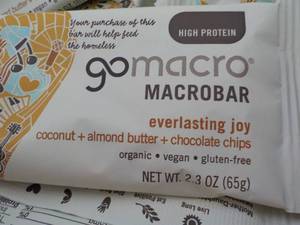 Your purchase of this
bar will help feed
the homeless
HIGH PROTEIN
gomacro®
MACROBAR
everlasting joy
coconut + almond butter + chocolate chips
organic • vegan • gluten-free
NET WT. 2.3 OZ (65g)